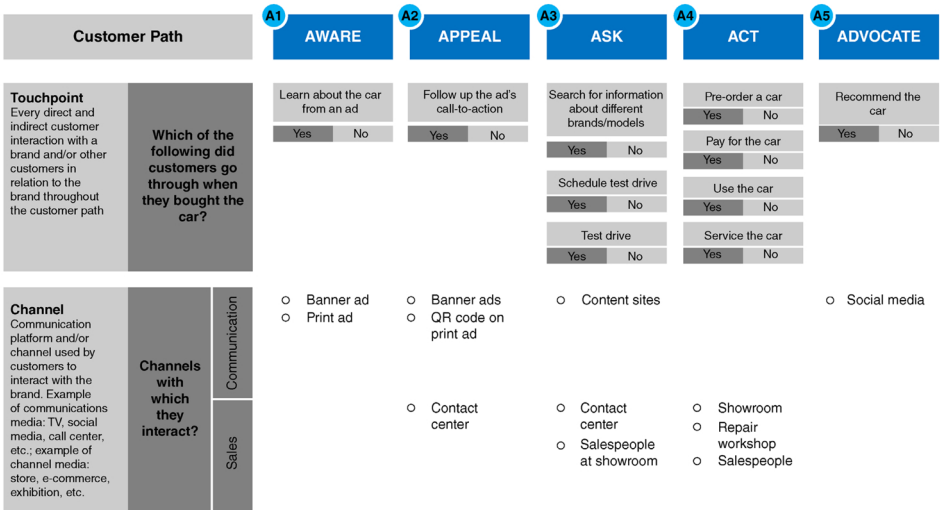 A1
A2
A3
A4
A5
Customer Path
AWARE
APPEAL
ASK
ACT
ADVOCATE
Touchpoint
Every direct and
indirect customer
interaction with a
brand and/or other
customers in
relation to the
brand throughout
the customer path
Which of the
following did
customers go
through when
they bought the
car?
Learn about the car
from an ad
Yes No
Follow up the ad's
call-to-action
Yes No
Search for information
about different
brands/models
Yes No
Schedule test drive
Yes No
Test drive
Yes No
Pre-order a car
Yes No
Pay for the car
Yes No
Use the car
Yes No
Service the car
Yes No
Recommend the
car
Yes No
Channel
Communication
platform and/or
channel used by
customers to
interact with the
brand. Example
of communications
media: TV, social
media, call center,
etc.; example of
channel media:
store, e-commerce,
exhibition, etc.
Channels
with
which
they
interact?
Communication
Banner ad
Print ad
Banner ads
QR code on
print ad
Content sites
Social media
Sales
Contact
center
Contact
center
Salespeople
at showroom
Showroom
Repair
workshop
Salespeople